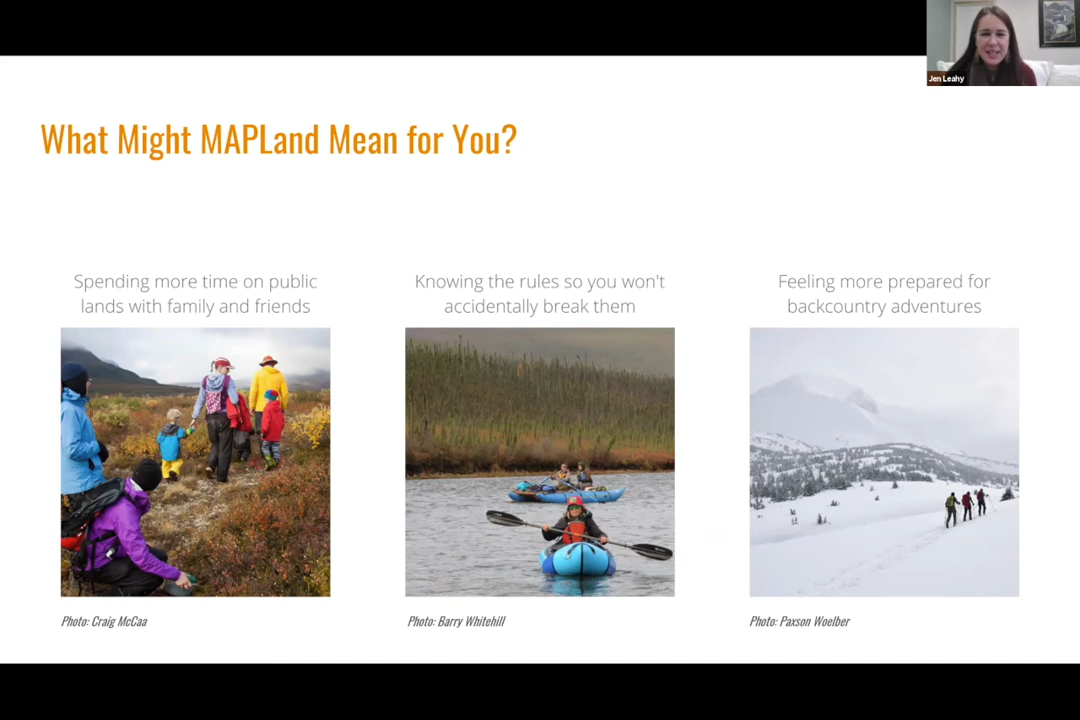 Jen Leahy
What Might MAPLand Mean for You?
Spending more time on public
lands with family and friends
Knowing the rules so you won't
accidentally break them
Feeling more prepared for
backcountry adventures
Photo: Craig McCaa
Photo: Barry Whitehill
Photo: Paxson Woelber